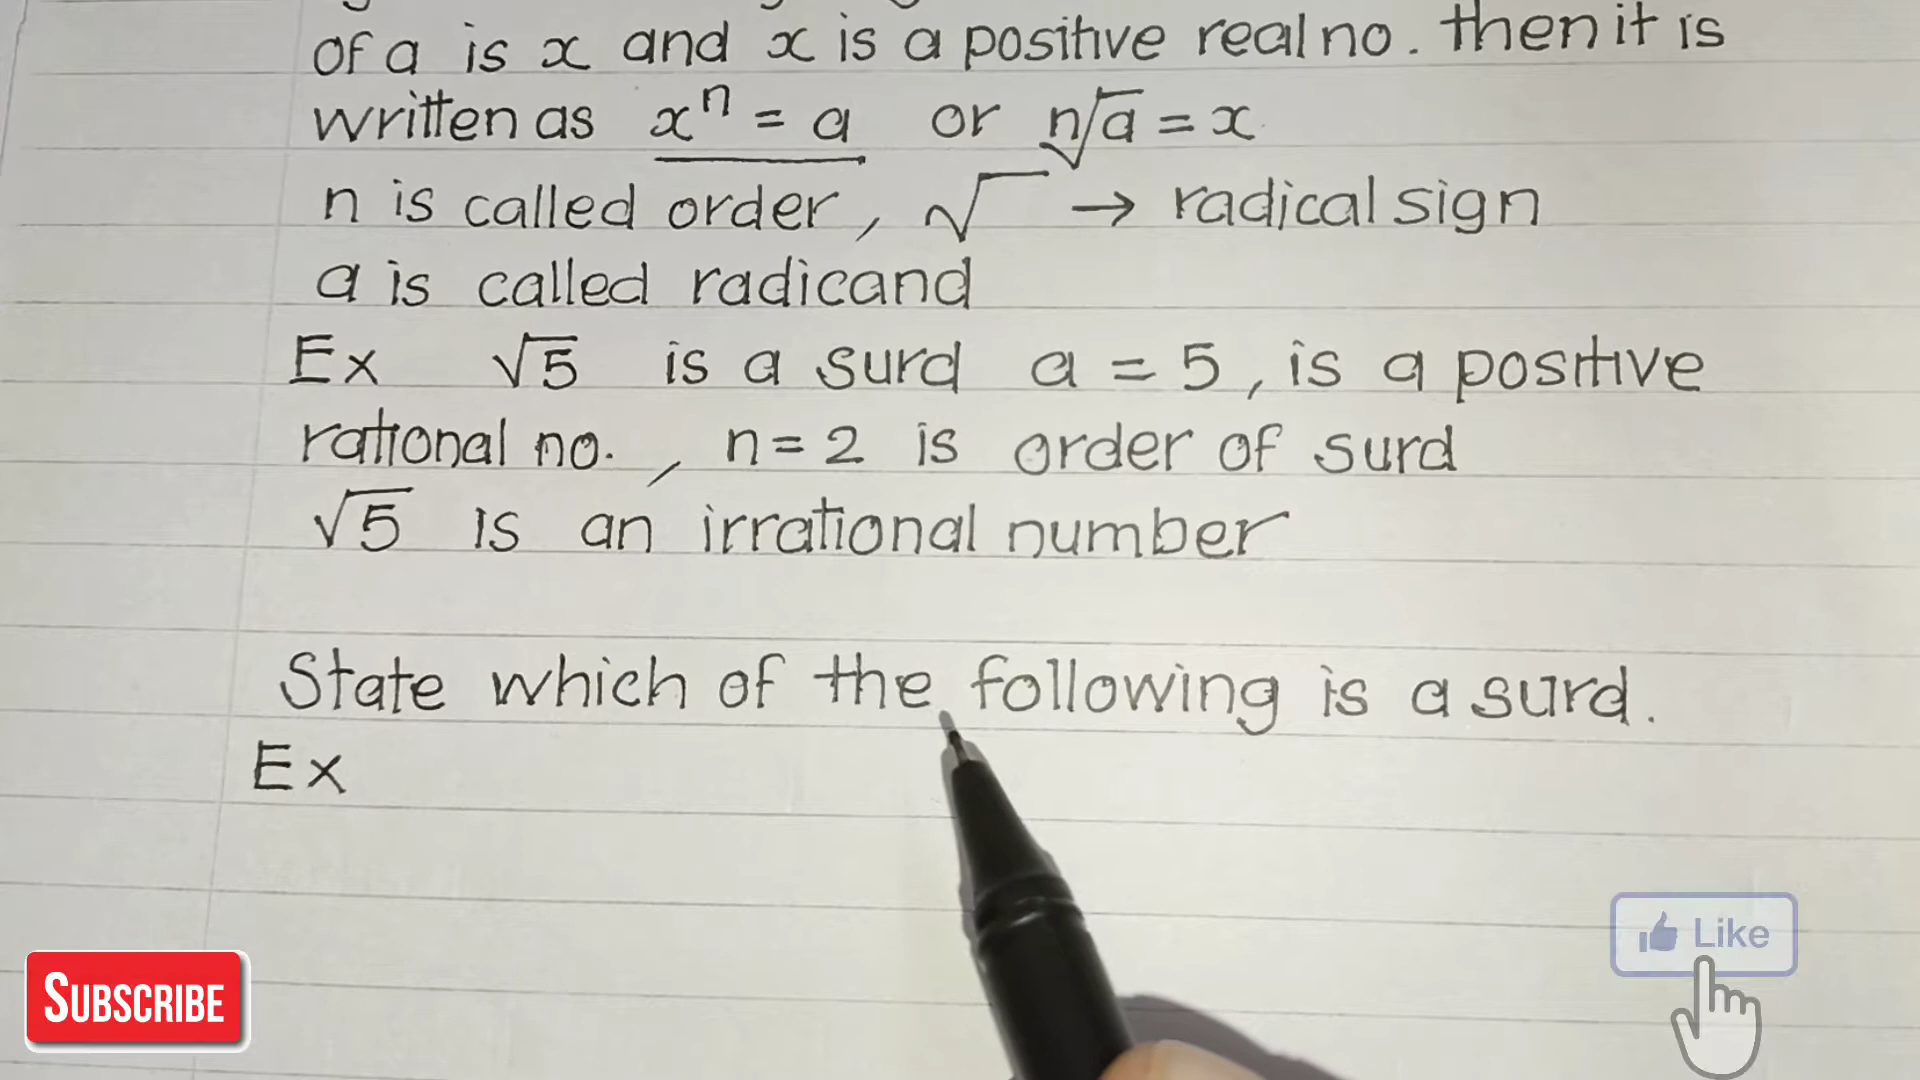 of a is x and x is a positive real no. then it is
written as xⁿ = a or ⁿ√a = x
n is called order, √ → radical sign
a is called radicand
Ex √5 is a surd a = 5, is a positive
rational no., n = 2 is order of surd
√5 is an irrational number
State which of the following is a surd.
Ex
Like
SUBSCRIBE